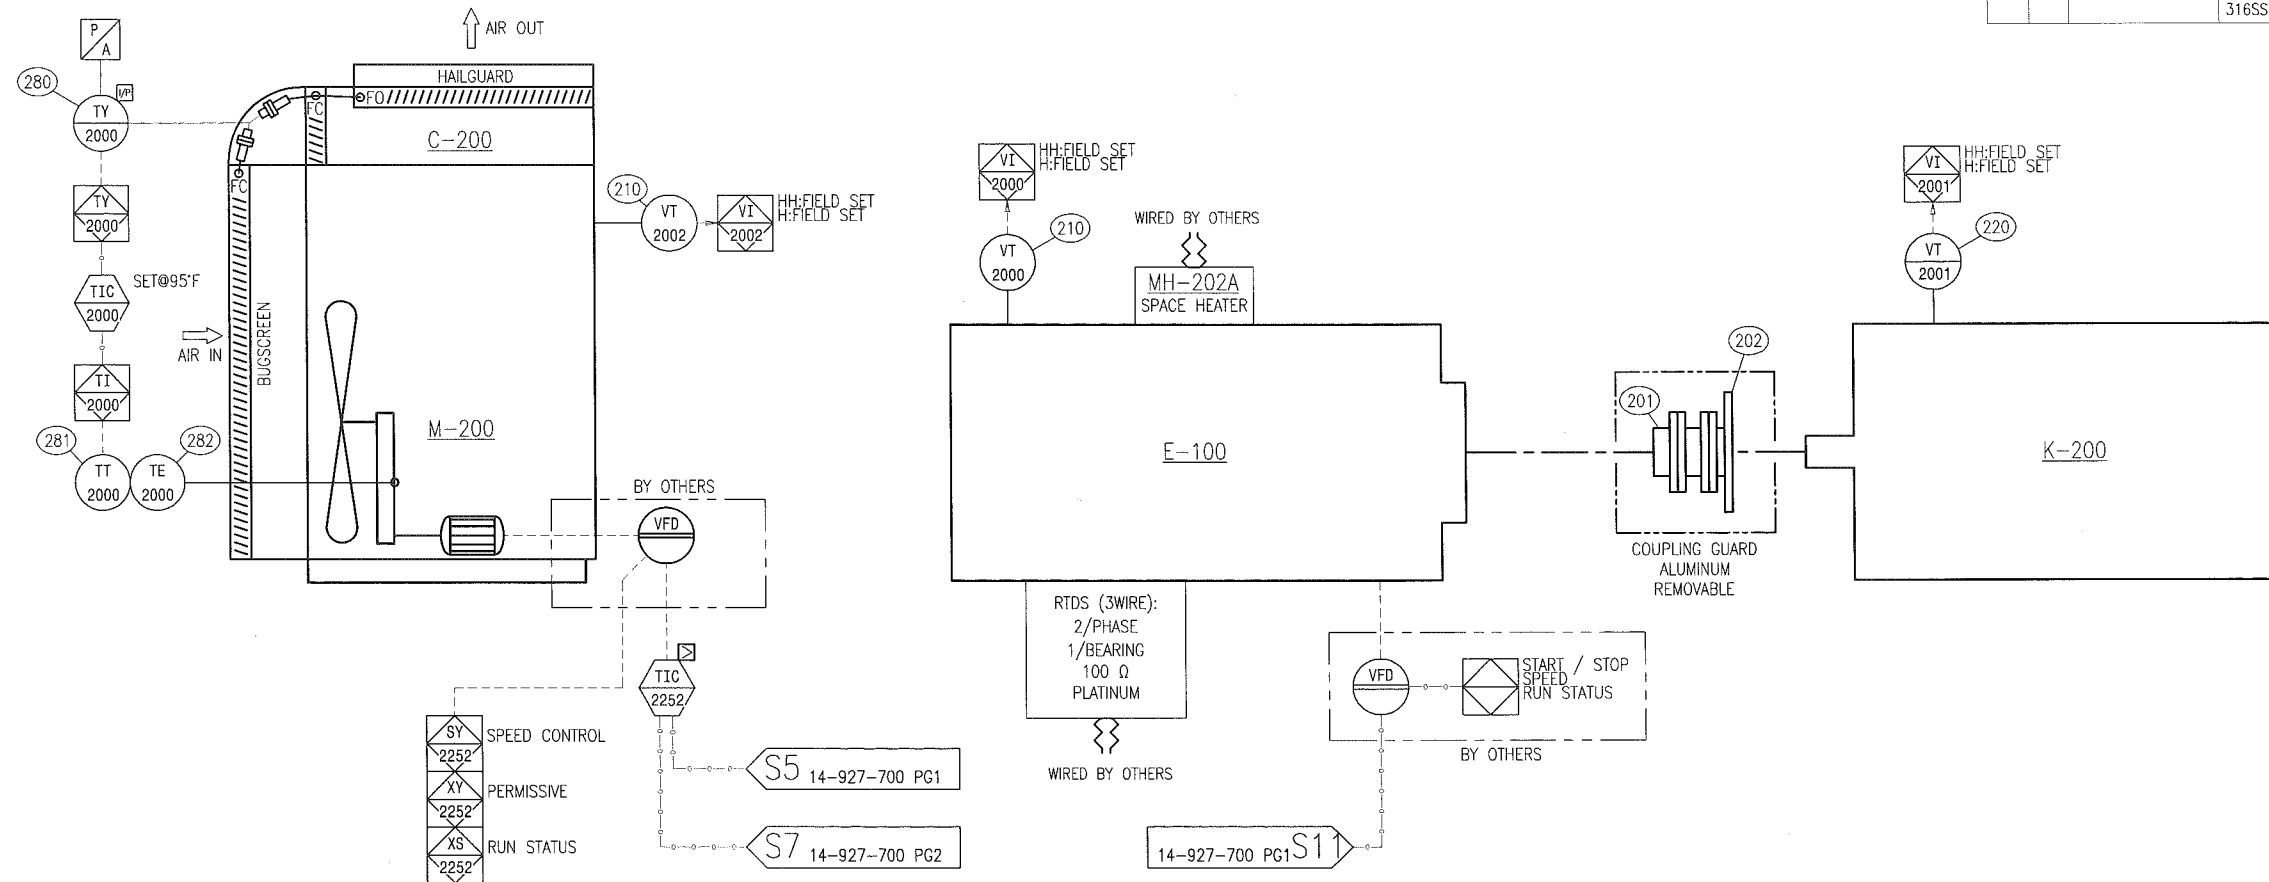 316SS
AIR OUT
P
A
280
I/P
TY
2000
HAILGUARD
FO
FC
C-200
FC
TY
2000
210
VT
2002
VI
2002
HH:FIELD SET
H:FIELD SET
TIC
2000
SET@95°F
AIR IN
BUGSCREEN
TI
2000
281
282
TT
2000
TE
2000
M-200
BY OTHERS
VFD
TIC
2252
>
SY
2252
SPEED CONTROL
XY
2252
PERMISSIVE
XS
2252
RUN STATUS
S5 14-927-700 PG1
S7 14-927-700 PG2
VI
2000
HH:FIELD SET
H:FIELD SET
VT
2000
210
WIRED BY OTHERS
MH-202A
SPACE HEATER
E-100
RTDS (3WIRE):
2/PHASE
1/BEARING
100 Ω
PLATINUM
WIRED BY OTHERS
VFD
START / STOP
SPEED
RUN STATUS
BY OTHERS
14-927-700 PG1 S11
202
201
COUPLING GUARD
ALUMINUM
REMOVABLE
VI
2001
HH:FIELD SET
H:FIELD SET
VT
2001
220
K-200